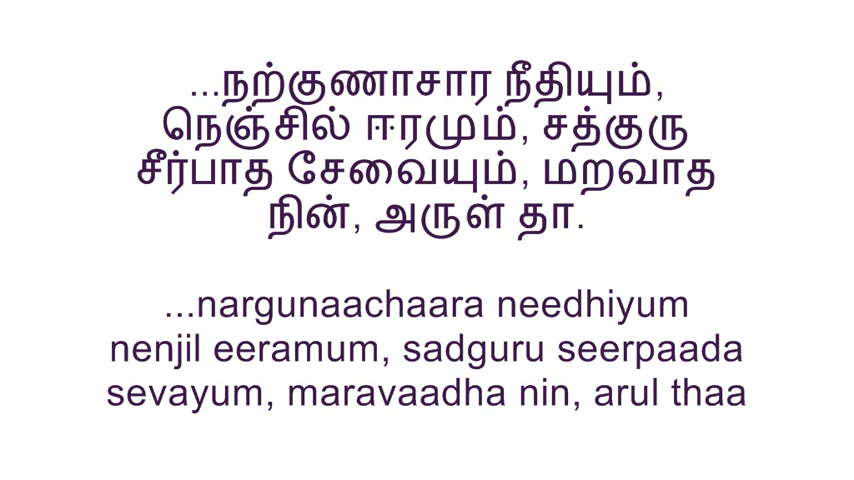 ...நற்குணாசார நீதியும்,
நெஞ்சில் ஈரமும், சத்குரு
சீர்பாத சேவையும், மறவாத
நின், அருள் தா.
...nargunaachaara needhiyum
nenjil eeramum, sadguru seerpaada
sevayum, maravaadha nin, arul thaa